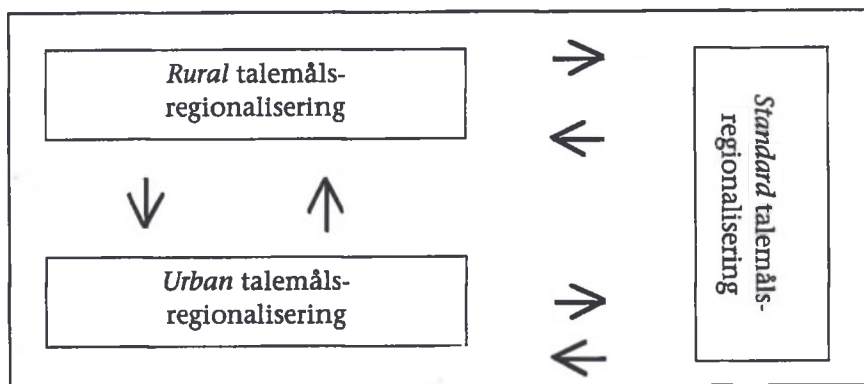 Rural talemåls-
regionalisering
Standard talemåls-
regionalisering
Urban talemåls-
regionalisering